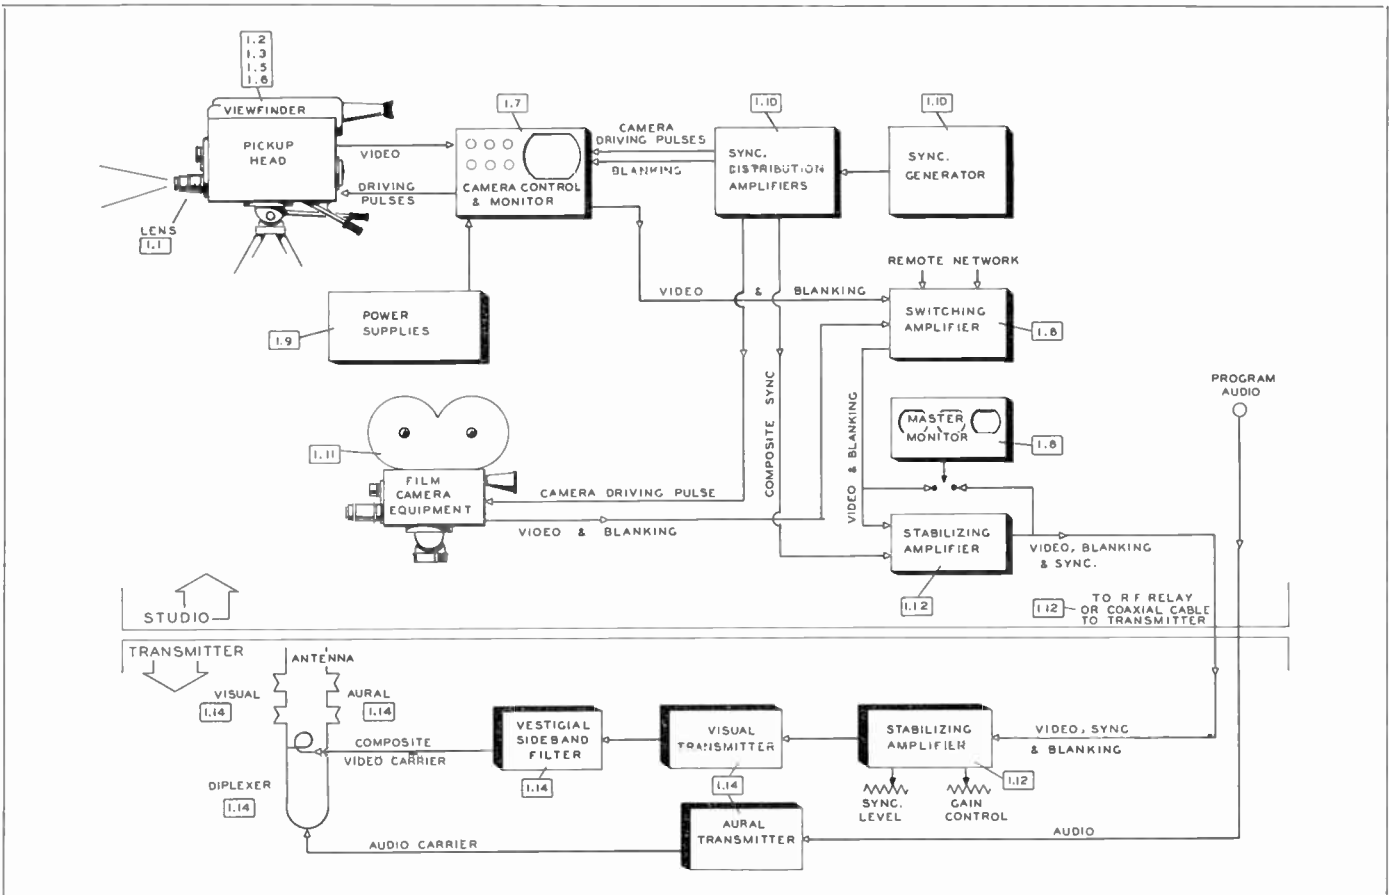 1.2
1.3
1.5
1.6
VIEWFINDER
PICKUP
HEAD
VIDEO
DRIVING
PULSES
LENS
1.1
1.7
CAMERA CONTROL
& MONITOR
CAMERA
DRIVING PULSES
BLANKING
1.10
SYNC.
DISTRIBUTION
AMPLIFIERS
1.10
SYNC.
GENERATOR
REMOTE NETWORK
VIDEO & BLANKING
SWITCHING
AMPLIFIER
1.8
POWER
SUPPLIES
1.9
COMPOSITE SYNC
VIDEO & BLANKING
MASTER
MONITOR
1.8
PROGRAM
AUDIO
1.11
FILM
CAMERA
EQUIPMENT
CAMERA DRIVING PULSE
VIDEO & BLANKING
STABILIZING
AMPLIFIER
VIDEO, BLANKING
& SYNC.
1.12
1.12
TO R F RELAY
OR COAXIAL CABLE
TO TRANSMITTER
STUDIO
TRANSMITTER
ANTENNA
VISUAL
1.14
AURAL
1.14
COMPOSITE
VIDEO CARRIER
VESTIGIAL
SIDEBAND
FILTER
1.14
VISUAL
TRANSMITTER
1.14
STABILIZING
AMPLIFIER
1.12
VIDEO, SYNC
& BLANKING
SYNC.
LEVEL
GAIN
CONTROL
DIPLEXER
1.14
AUDIO CARRIER
AURAL
TRANSMITTER
AUDIO